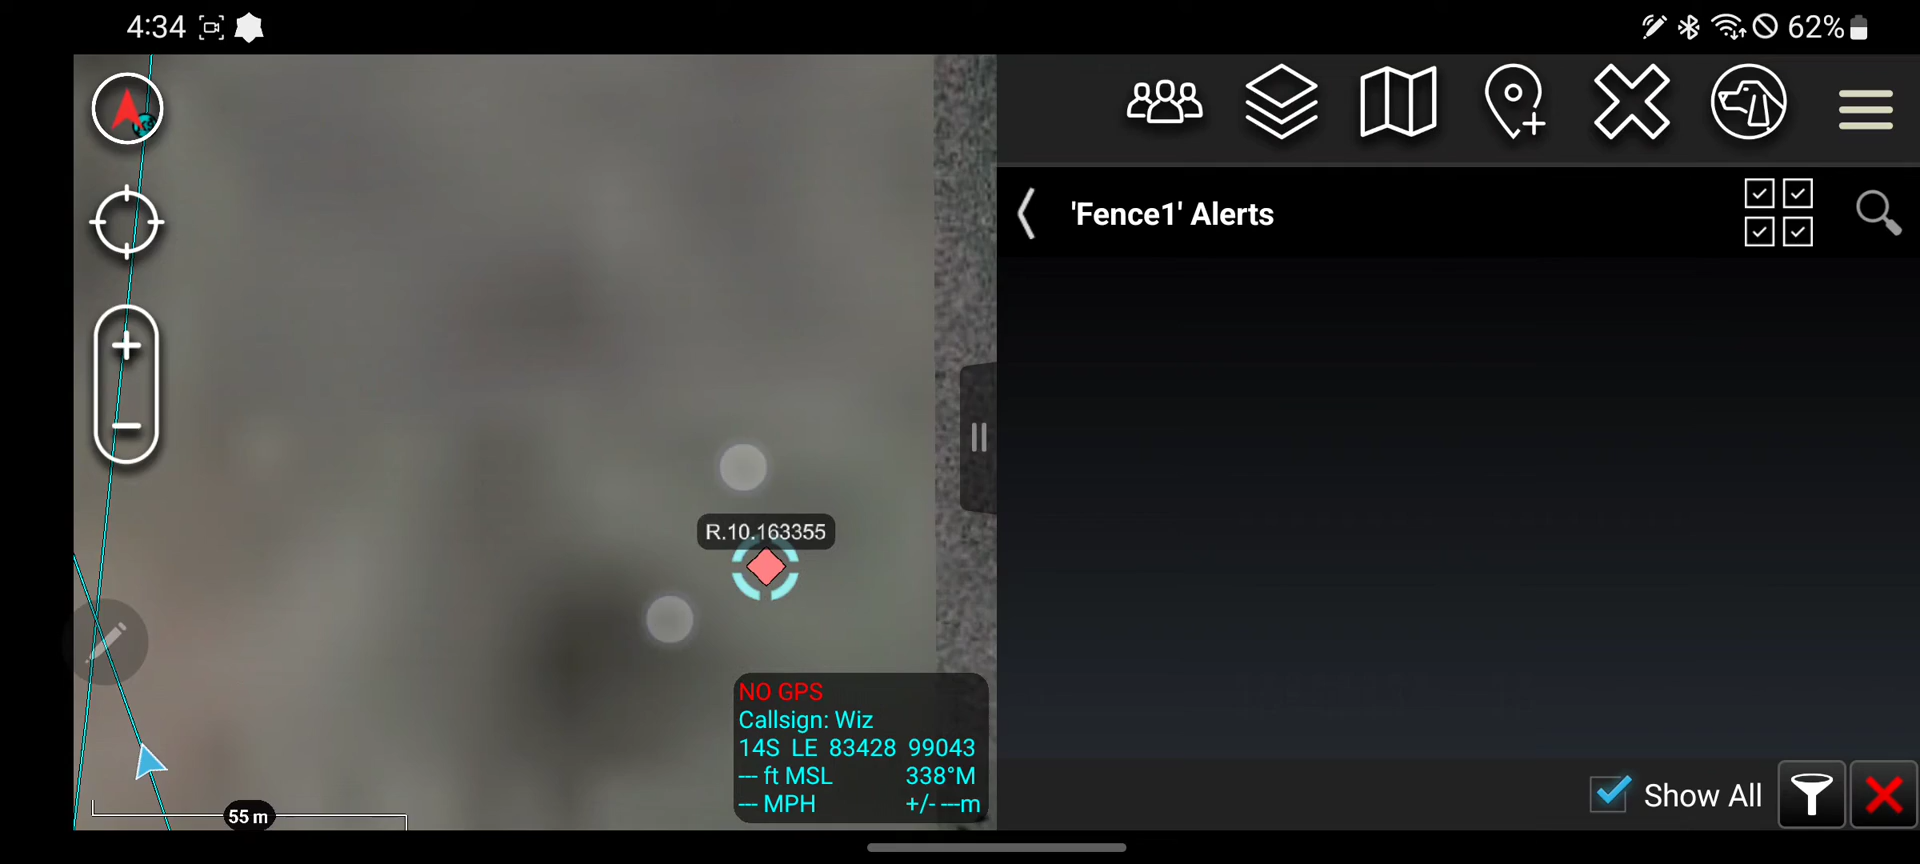 4:34
62%
'Fence1' Alerts
R.10.163355
NO GPS
Callsign: Wiz
14S LE 83428 99043
--- ft MSL 338°M
--- MPH +/- ---m
55 m
Show All